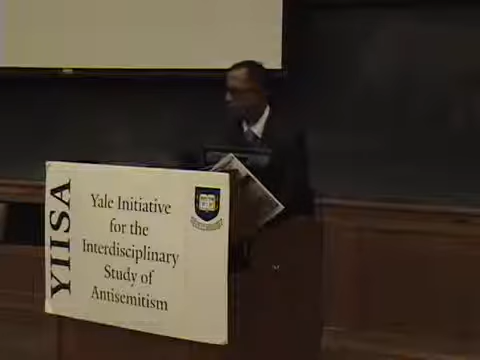 YIISA
Yale Initiative
for the
Interdisciplinary
Study of
Antisemitism